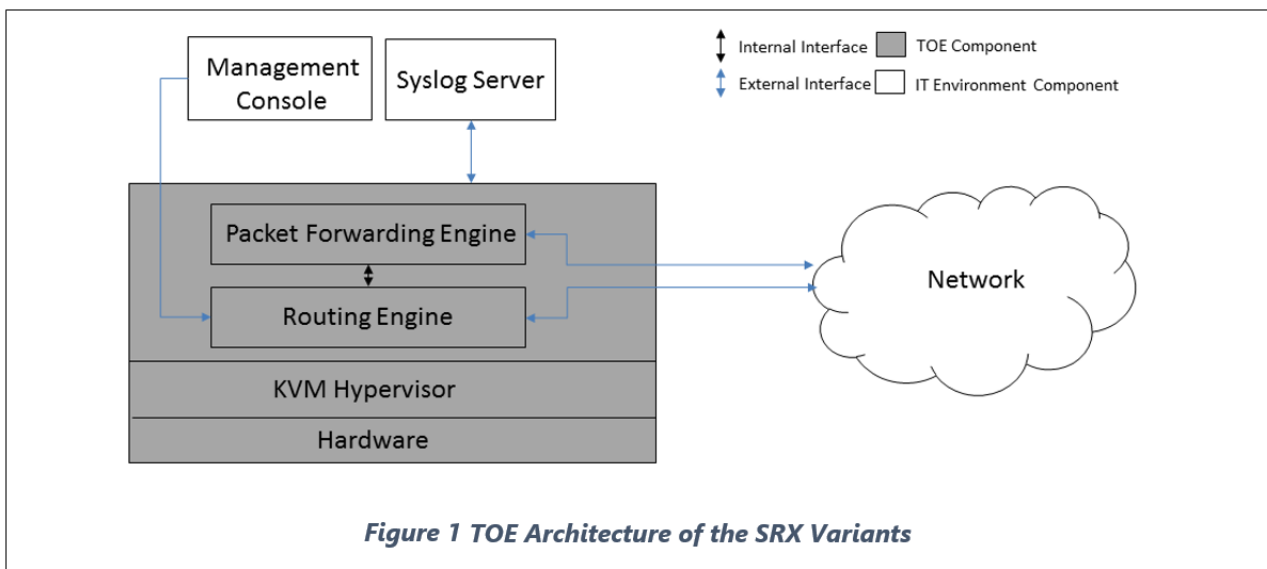 Management
Console
Syslog Server
Internal Interface
TOE Component
External Interface
IT Environment Component
Packet Forwarding Engine
Routing Engine
KVM Hypervisor
Hardware
Network
Figure 1 TOE Architecture of the SRX Variants